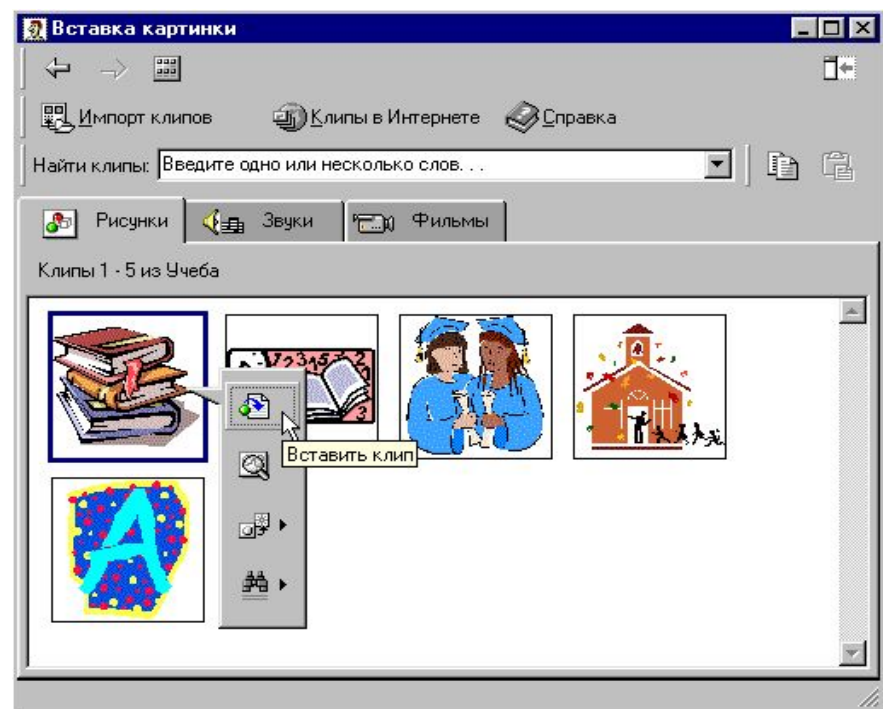 Вставка картинки
Импорт клипов Клипы в Интернете Справка
Найти клипы: Введите одно или несколько слов. . .
Рисунки Звуки Фильмы
Клипы 1 - 5 из Учеба
Вставить клип
A